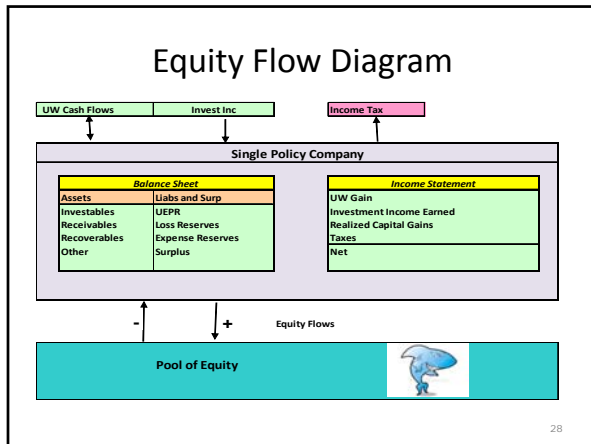 Equity Flow Diagram
UW Cash Flows Invest Inc Income Tax
Single Policy Company
Balance Sheet Income Statement
Assets Liabs and Surp UW Gain
Investables UEPR Investment Income Earned
Receivables Loss Reserves Realized Capital Gains
Recoverables Expense Reserves Taxes
Other Surplus Net
- + Equity Flows
Pool of Equity
28